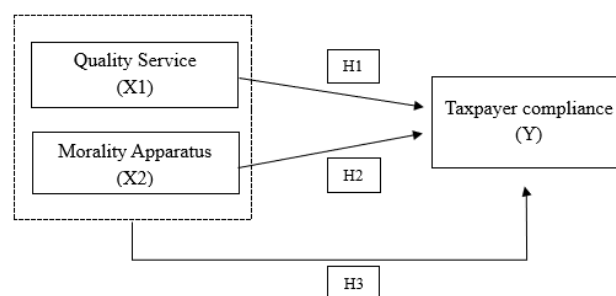 Quality Service
(X1)
H1
Taxpayer compliance
(Y)
Morality Apparatus
(X2)
H2
H3